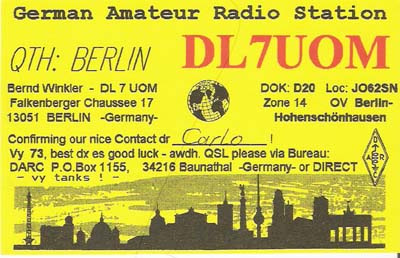 German Amateur Radio Station
QTH: BERLIN
DL7UOM
Bernd Winkler - DL 7 UOM
Falkenberger Chaussee 17
13051 BERLIN -Germany-
DOK: D20 Loc: JO62SN
Zone 14 OV Berlin-
Hohenschönhausen
Confirming our nice Contact dr Carlo !
Vy 73, best dx es good luck - awdh. QSL please via Bureau:
DARC P.O.Box 1155, 34216 Baunathal -Germany- or DIRECT
- vy tanks ! -